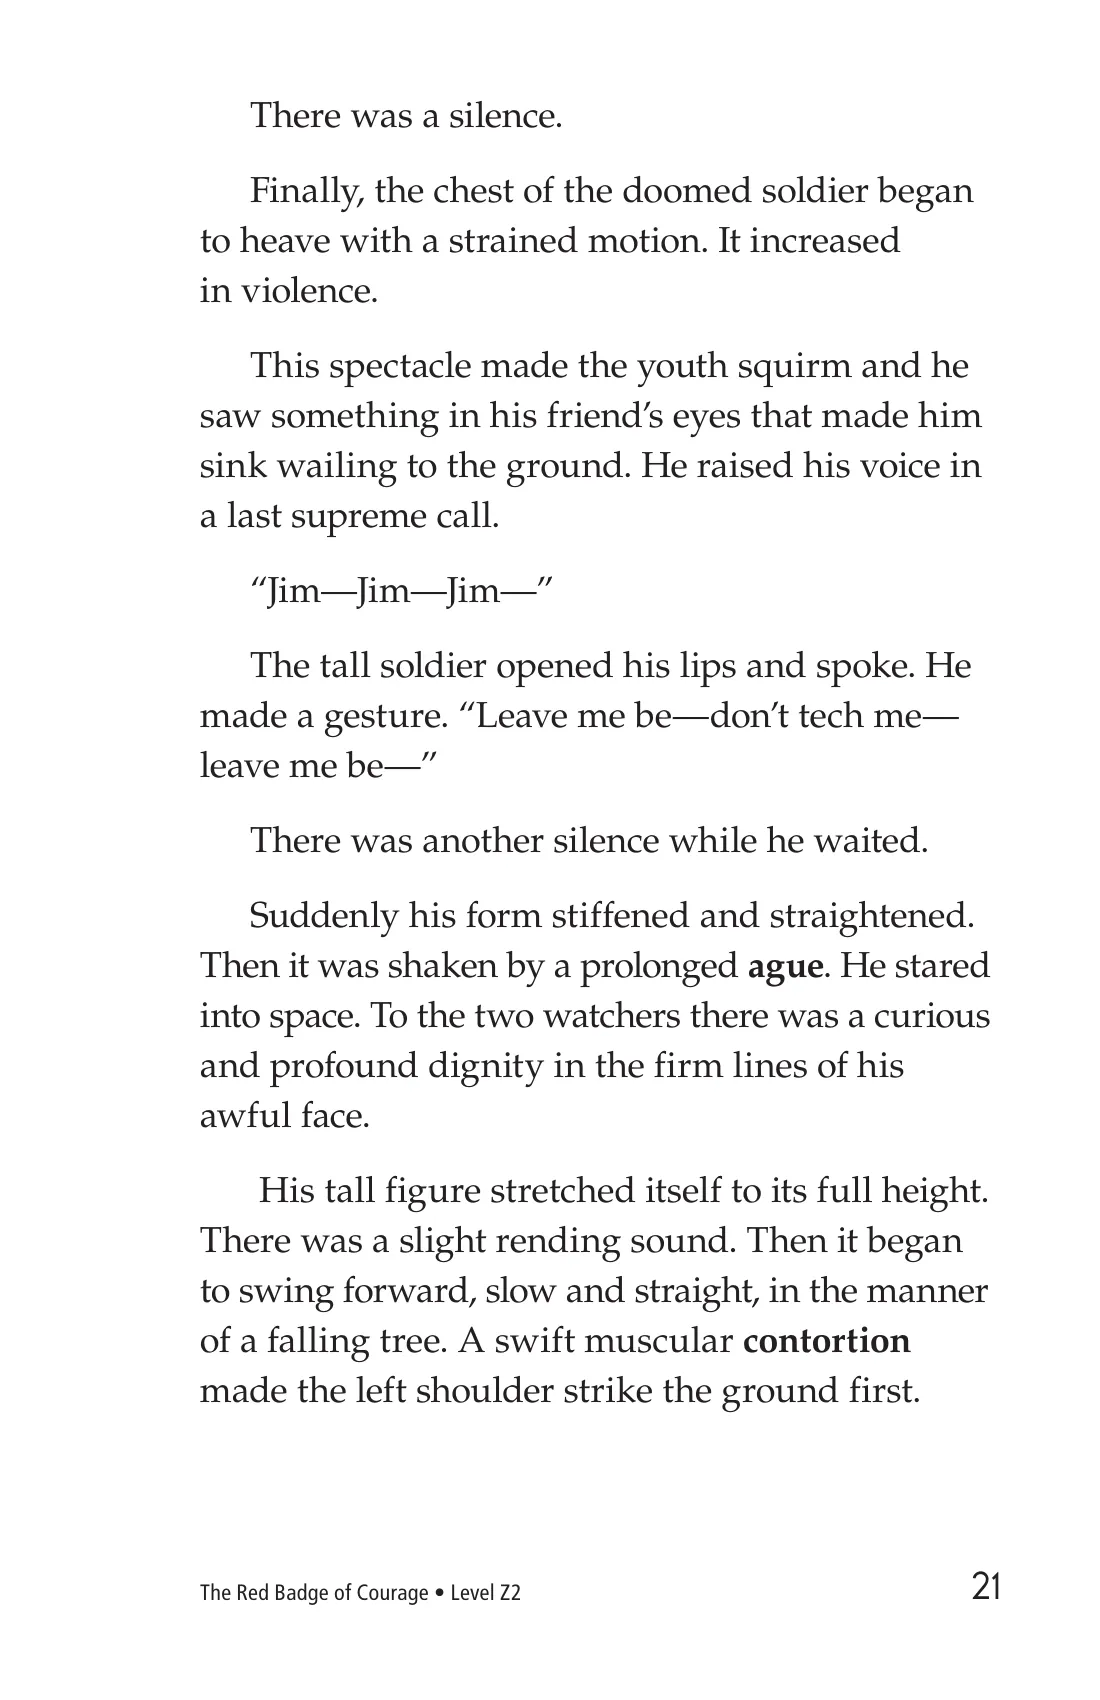 There was a silence.
Finally, the chest of the doomed soldier began
to heave with a strained motion. It increased
in violence.
This spectacle made the youth squirm and he
saw something in his friend’s eyes that made him
sink wailing to the ground. He raised his voice in
a last supreme call.
“Jim—Jim—Jim—”
The tall soldier opened his lips and spoke. He
made a gesture. “Leave me be—don’t tech me—
leave me be—”
There was another silence while he waited.
Suddenly his form stiffened and straightened.
Then it was shaken by a prolonged ague. He stared
into space. To the two watchers there was a curious
and profound dignity in the firm lines of his
awful face.
His tall figure stretched itself to its full height.
There was a slight rending sound. Then it began
to swing forward, slow and straight, in the manner
of a falling tree. A swift muscular contortion
made the left shoulder strike the ground first.
The Red Badge of Courage • Level Z2 21